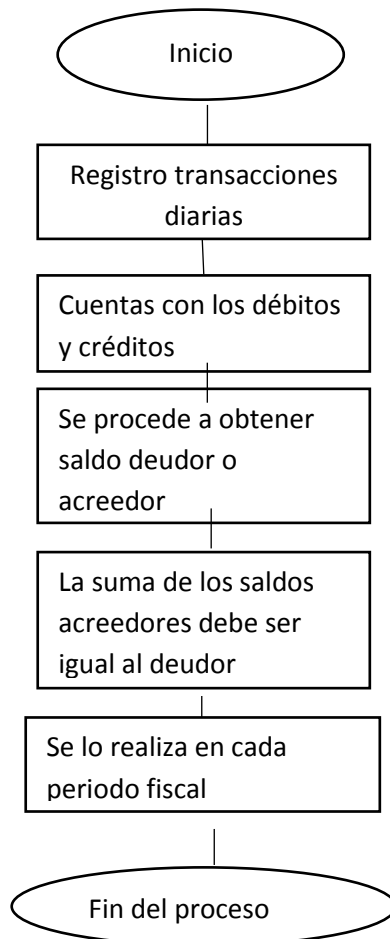 Inicio
Registro transacciones
diarias
Cuentas con los débitos
y créditos
Se procede a obtener
saldo deudor o
acreedor
La suma de los saldos
acreedores debe ser
igual al deudor
Se lo realiza en cada
periodo fiscal
Fin del proceso